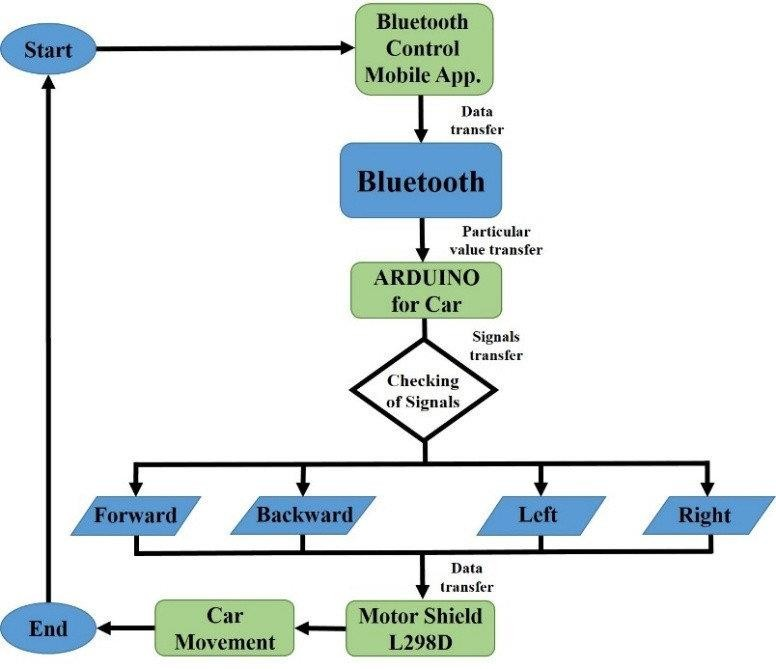 Start
Bluetooth
Control
Mobile App.
Data
transfer
Bluetooth
Particular
value transfer
ARDUINO
for Car
Signals
transfer
Checking
of Signals
Forward
Backward
Left
Right
Data
transfer
End
Car
Movement
Motor Shield
L298D